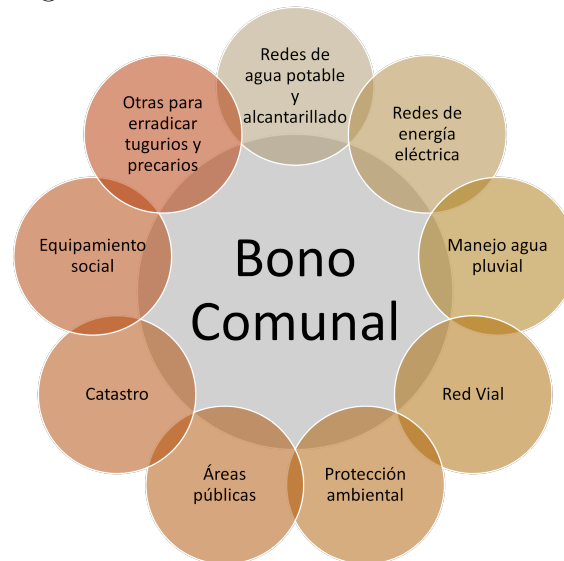 Redes de
agua potable
y
alcantarillado
Redes de
energía
eléctrica
Manejo agua
pluvial
Red Vial
Protección
ambiental
Áreas
públicas
Catastro
Equipamiento
social
Otras para
erradicar
tugurios y
precarios
Bono
Comunal